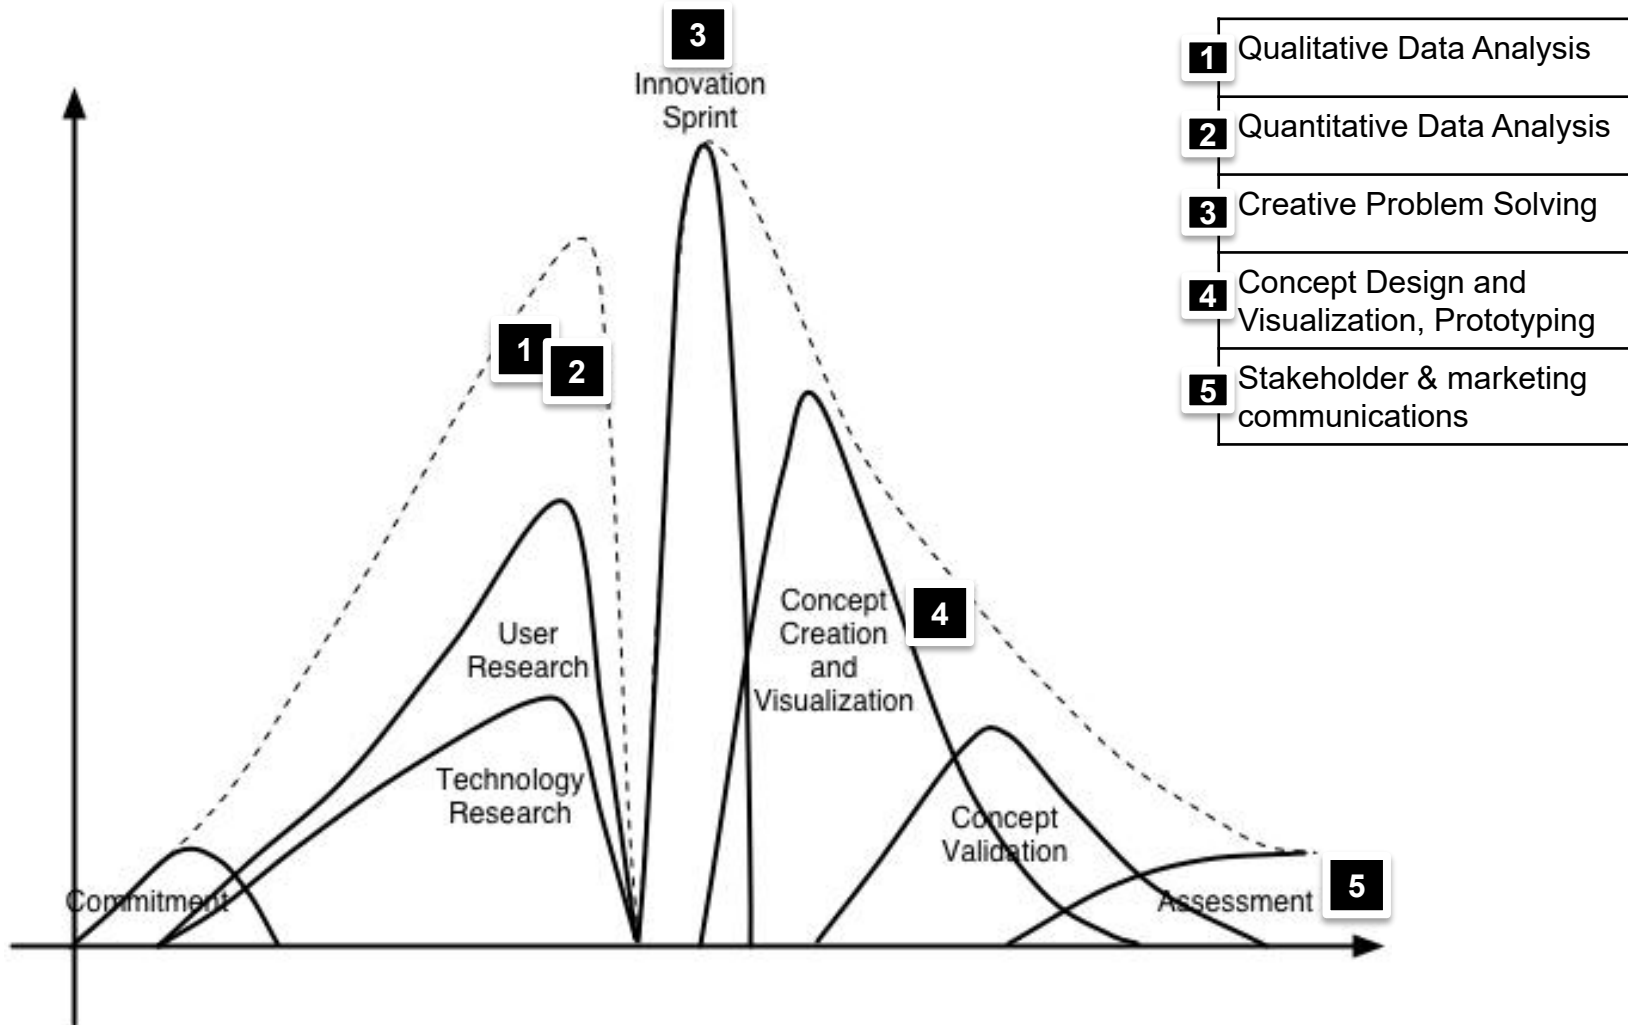 3
Innovation
Sprint
1
2
User
Research
Technology
Research
Commitment
Concept
Creation
and
Visualization
4
Concept
Validation
Assessment
5
1 Qualitative Data Analysis
2 Quantitative Data Analysis
3 Creative Problem Solving
4 Concept Design and
Visualization, Prototyping
5 Stakeholder & marketing
communications